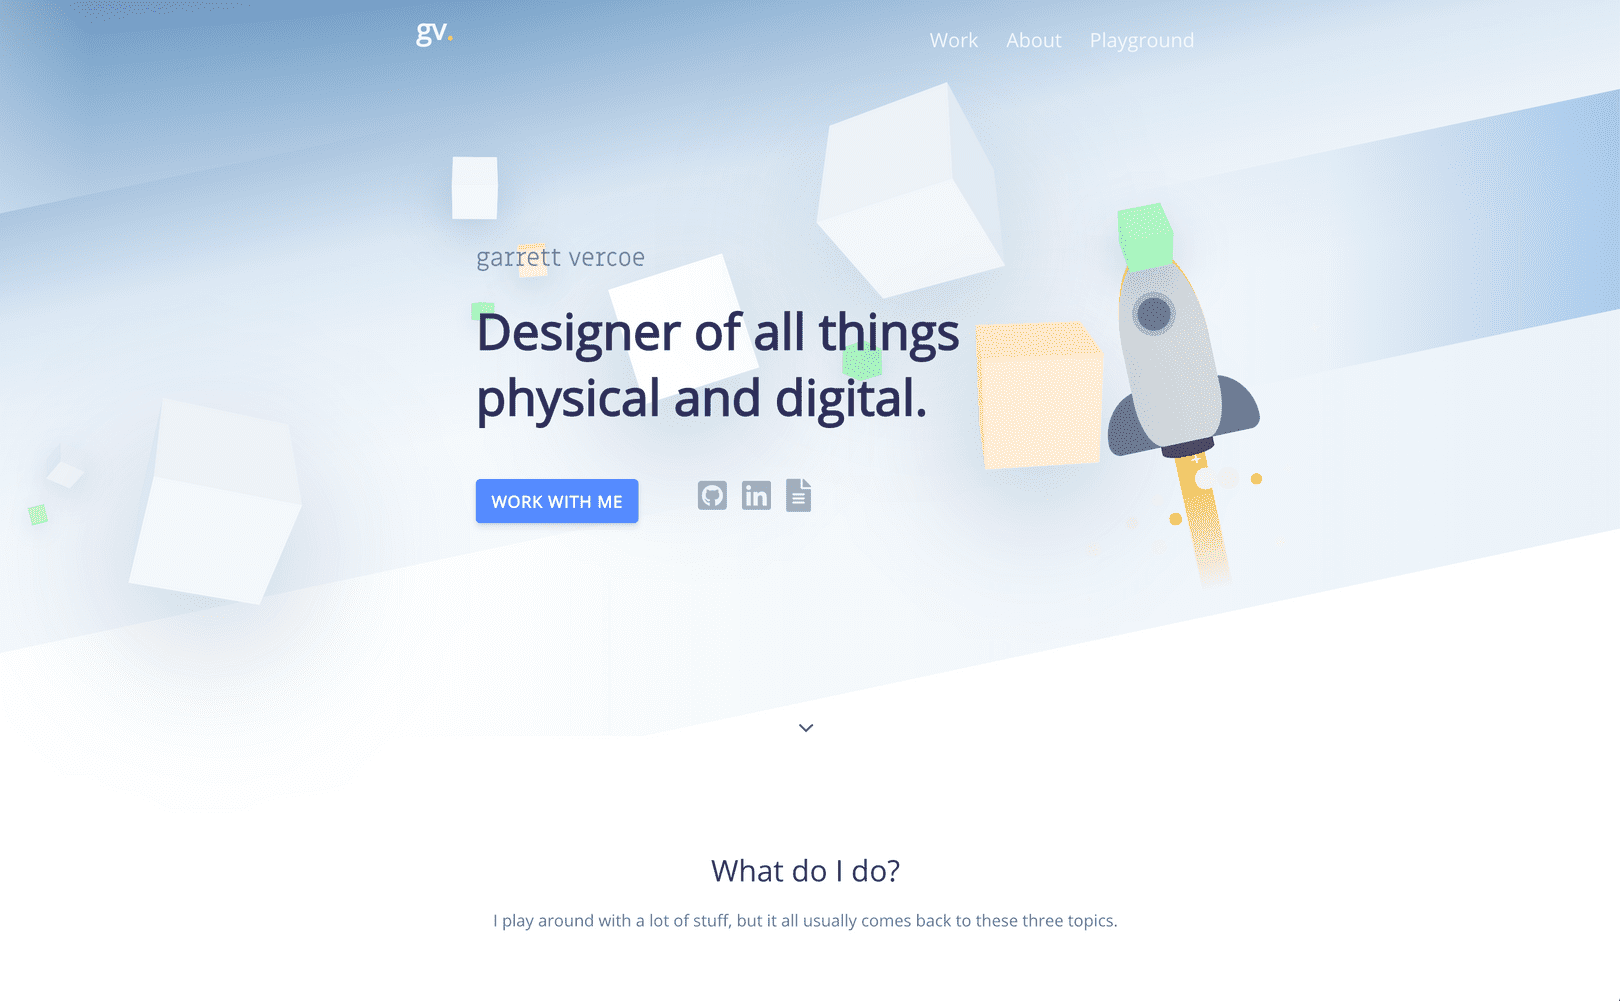 gv.
Work About Playground
garrett vercoe
Designer of all things
physical and digital.
WORK WITH ME
What do I do?
I play around with a lot of stuff, but it all usually comes back to these three topics.